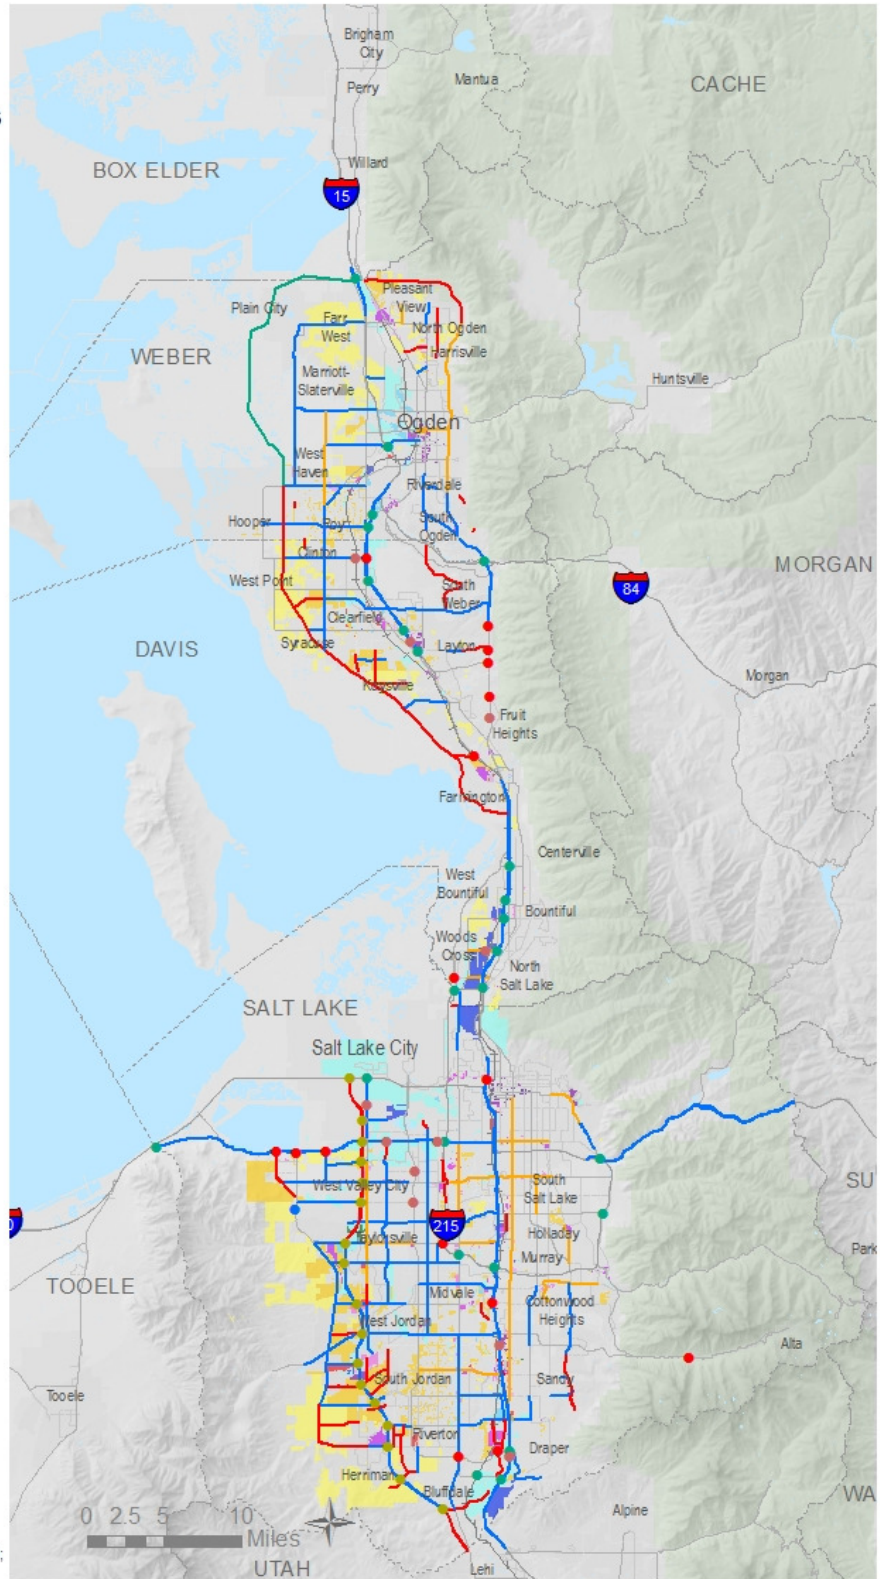 Brigham
City
Mantua
CACHE
Perry
BOX ELDER
Willard
15
Pleasant
View
Plain City
Farr
West
North Ogden
WEBER
Harrisville
Marriott-
Slaterville
Huntsville
Ogden
West
Haven
Riverdale
Hooper
Roy
South
Ogden
Clinton
MORGAN
West Point
South
Weber
84
Clearfield
Syracuse
Layton
DAVIS
Morgan
Kaysville
Fruit
Heights
Farmington
Centerville
West
Bountiful
Bountiful
Woods
Cross
North
Salt Lake
SALT LAKE
Salt Lake City
West Valley City
South
Salt Lake
SU
215
Taylorsville
Holladay
Murray
Park
TOOELE
Midvale
Cottonwood
Heights
West Jordan
Alta
South Jordan
Sandy
Tooele
Riverton
Draper
Herriman
Bluffdale
WA
Alpine
0 2.5 5 10
Miles
UTAH
Lehi